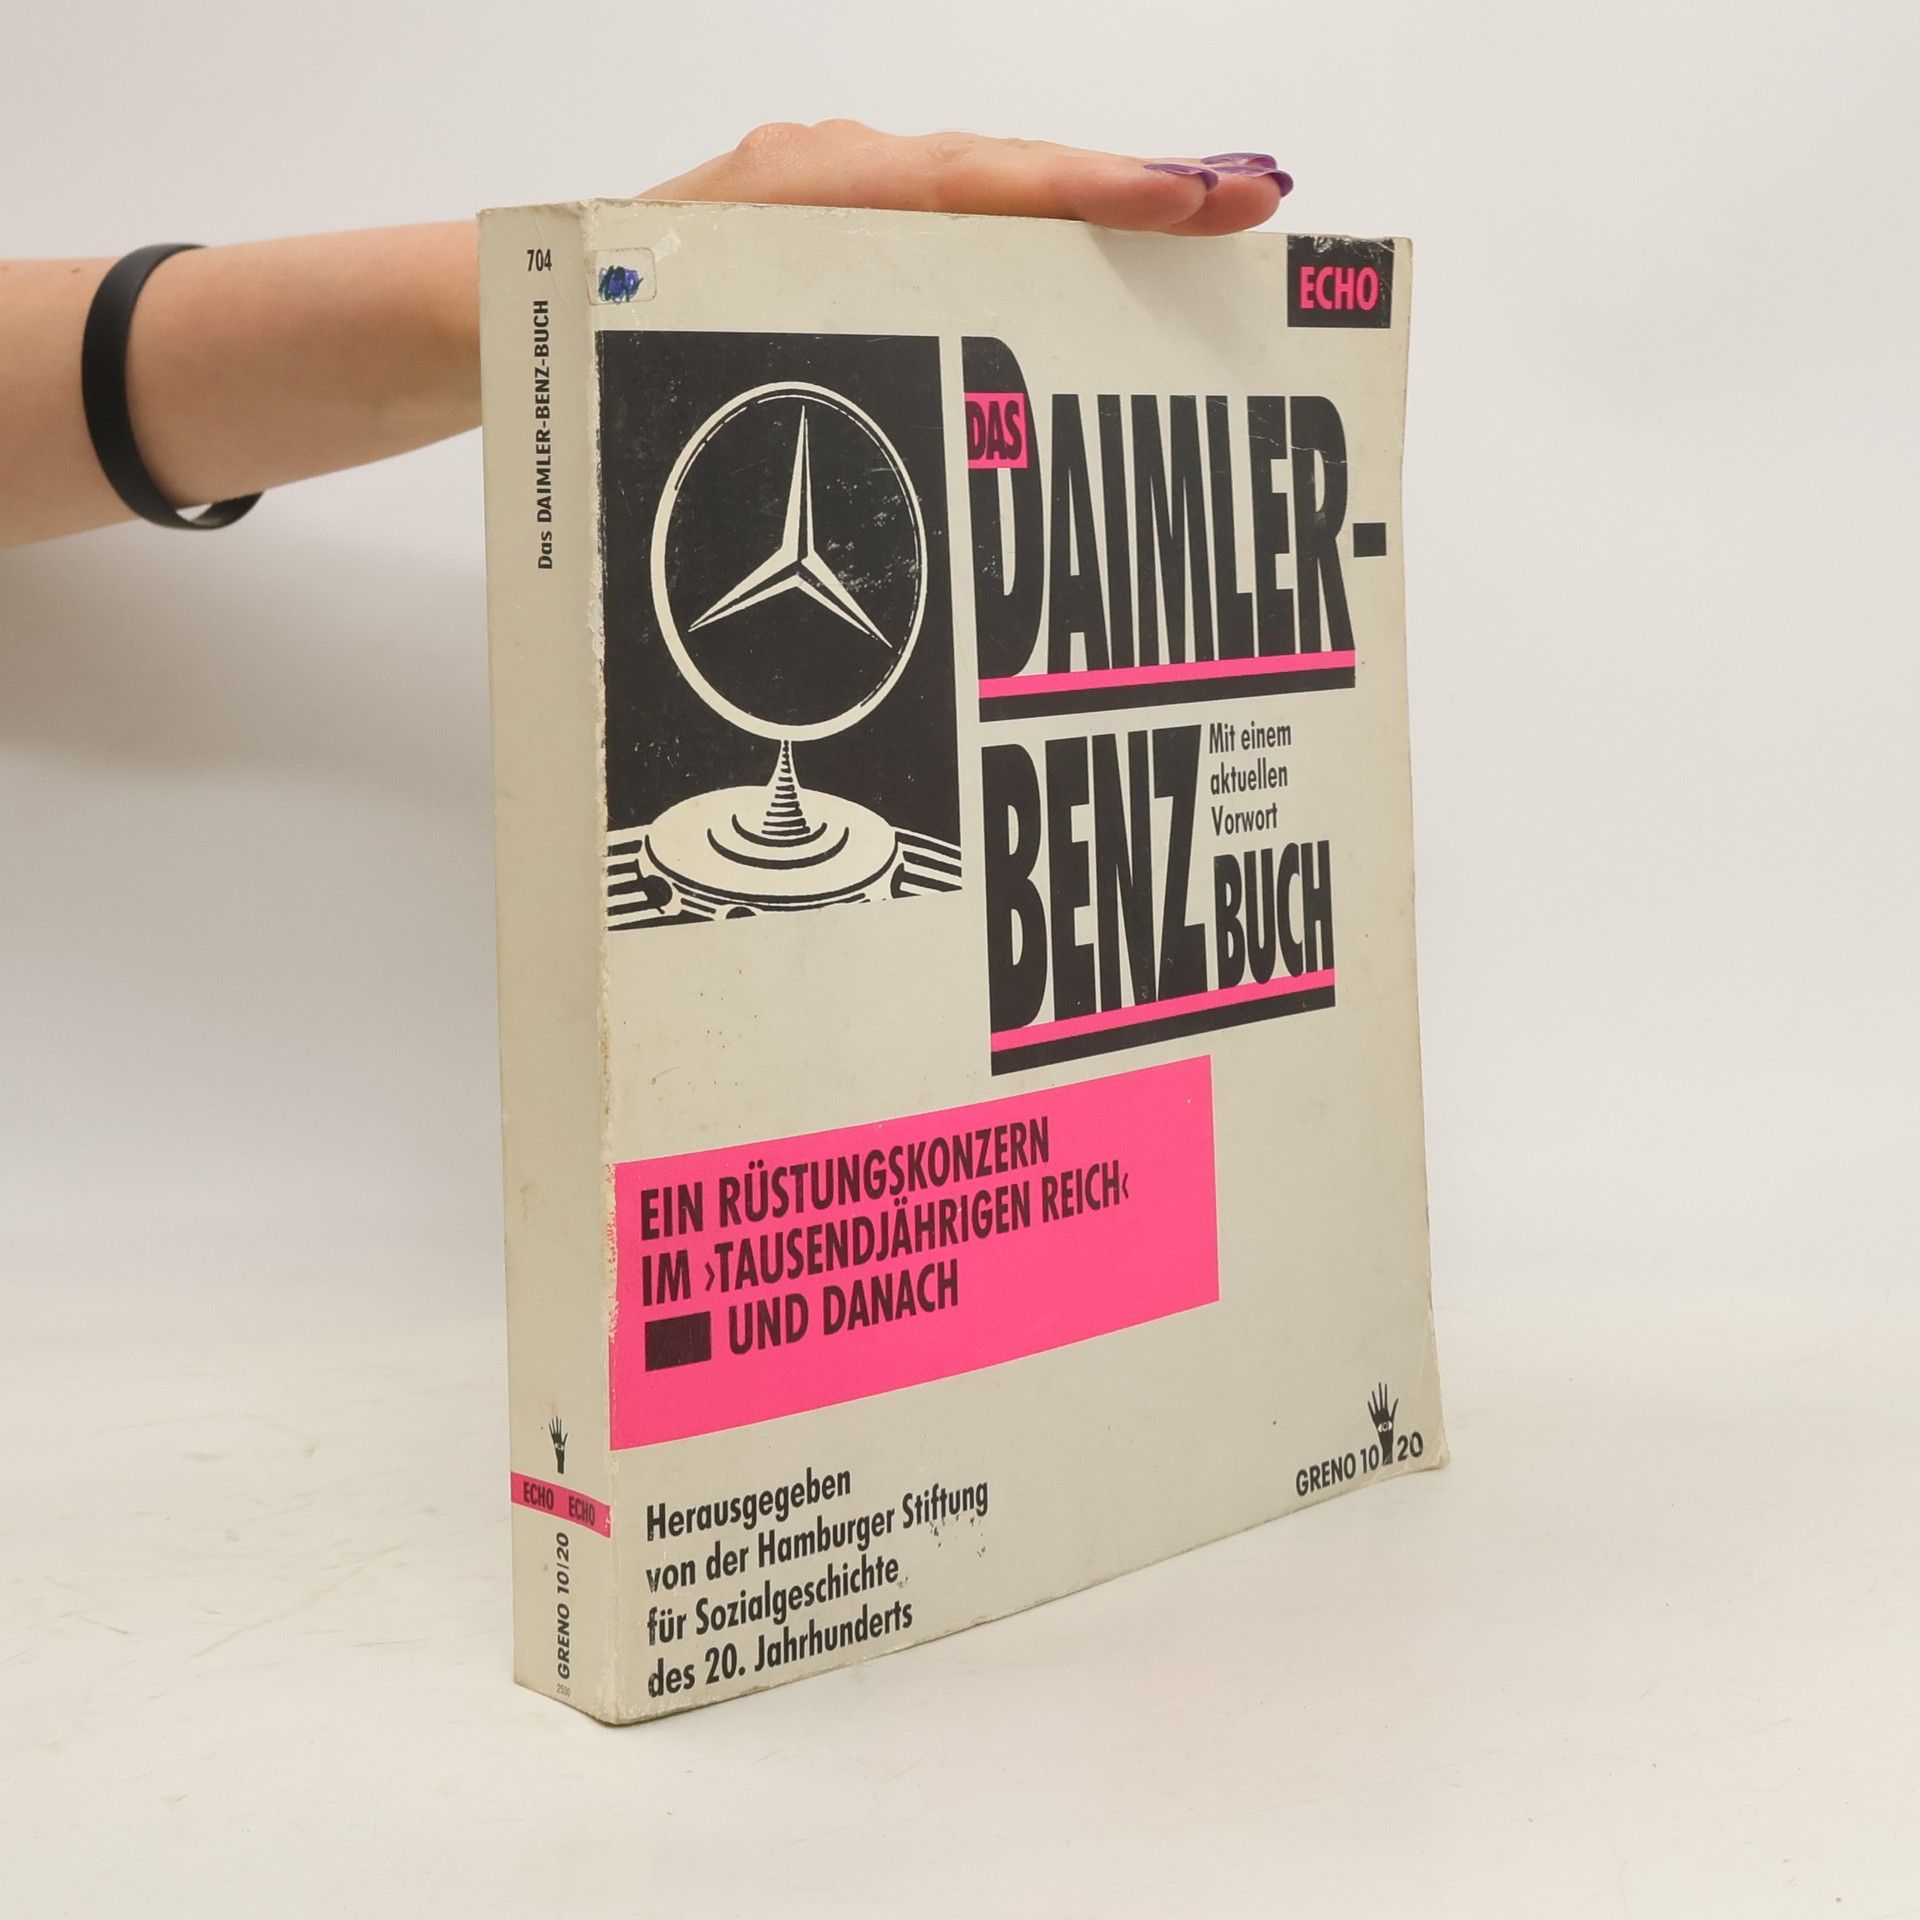 704
Das DAIMLER-BENZ-BUCH
ECHO ECHO
GRENO 10/20
2500
ECHO
DAS
DAIMLER-
BENZ
Mit einem
aktuellen
Vorwort
BUCH
EIN RÜSTUNGSKONZERN
IM ›TAUSENDJÄHRIGEN REICH‹
UND DANACH
Herausgegeben
von der Hamburger Stiftung
für Sozialgeschichte
des 20. Jahrhunderts
GRENO 10 20